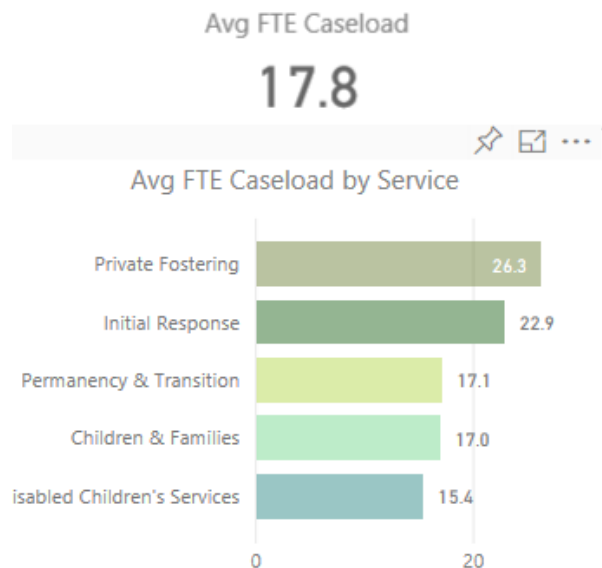 Avg FTE Caseload
17.8
Avg FTE Caseload by Service
Private Fostering 26.3
Initial Response 22.9
Permanency & Transition 17.1
Children & Families 17.0
isabled Children's Services 15.4
0 20